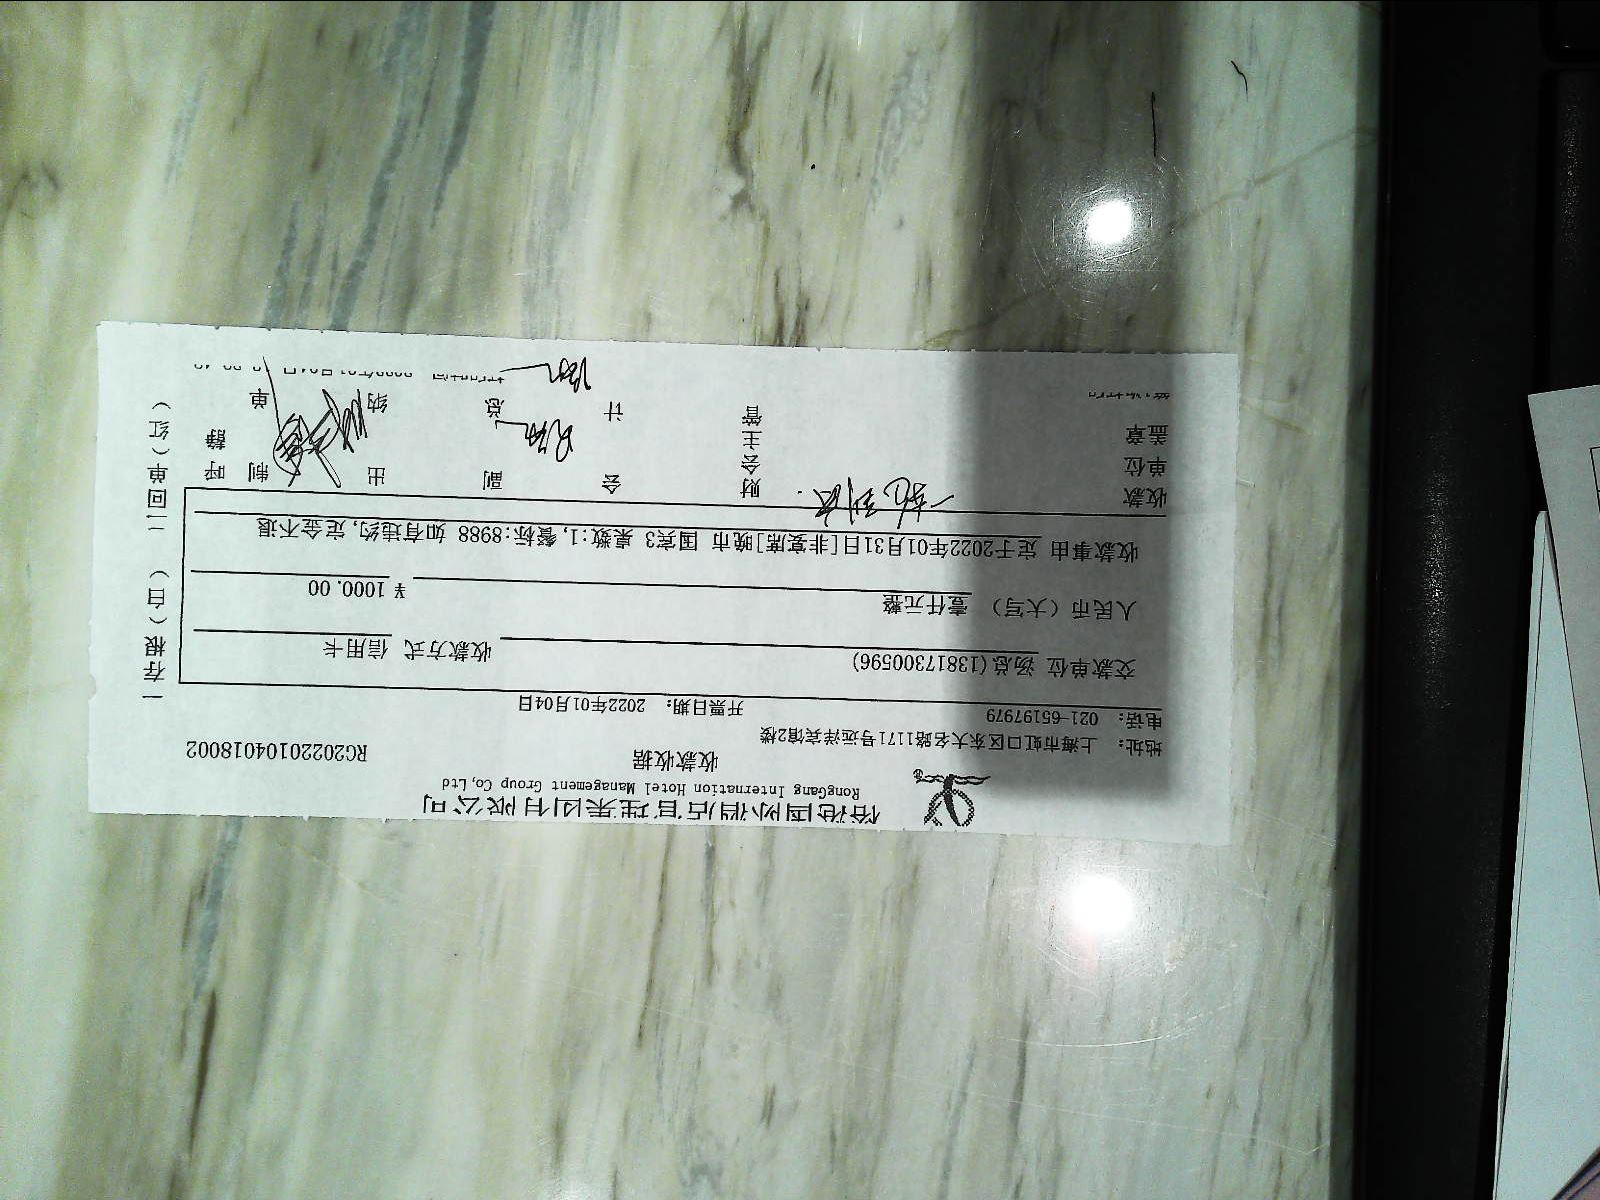 国际酒店管理集团有限公司
RongGang International Hotel Management Group Co,Ltd
收款收据
RG20220104018002
地址: 上海市虹口区东大名路1171号远洋宾馆2楼
电话: 021-65197979 开票日期: 2022年01月04日
交款单位 汤总(13817300596) 收款方式 信用卡
人民币(大写) 壹仟元整 ¥1000.00
收款事由 定于2022年01月31日[非宴席]晚市 国宾3 桌数:1,餐标:8988 如有违约,定金不退
收款单位盖章
财会主管
会计
副总
出纳
制单
呼静
一存根(白) 二回单(红)